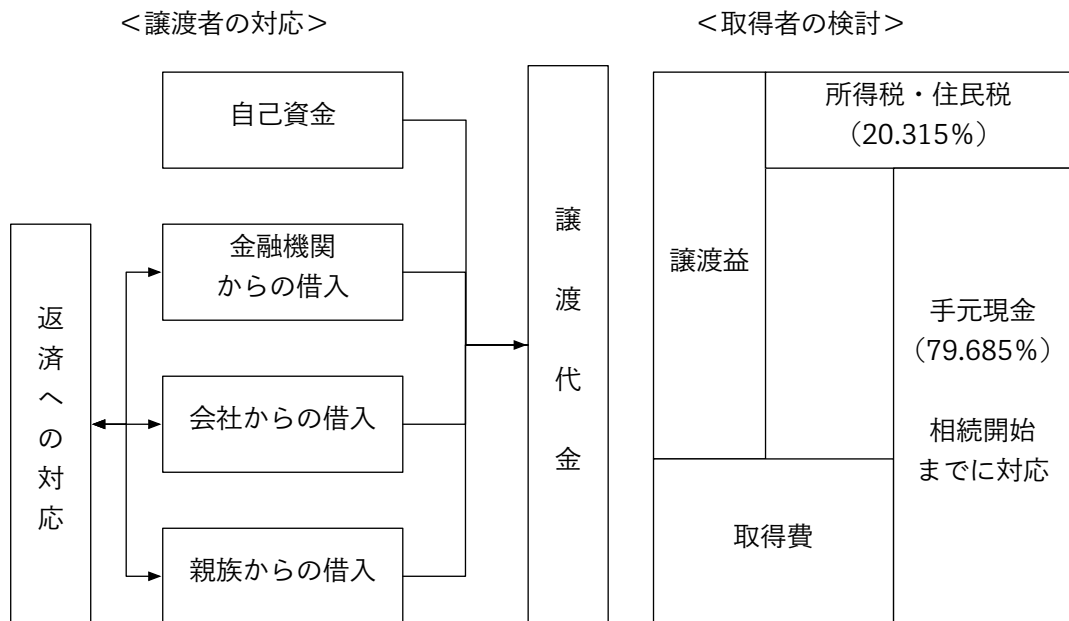 ＜譲渡者の対応＞
＜取得者の検討＞
自己資金
金融機関
からの借入
会社からの借入
親族からの借入
返済への対応
譲渡代金
譲渡益
所得税・住民税
（20.315%）
手元現金
（79.685%）
相続開始
までに対応
取得費